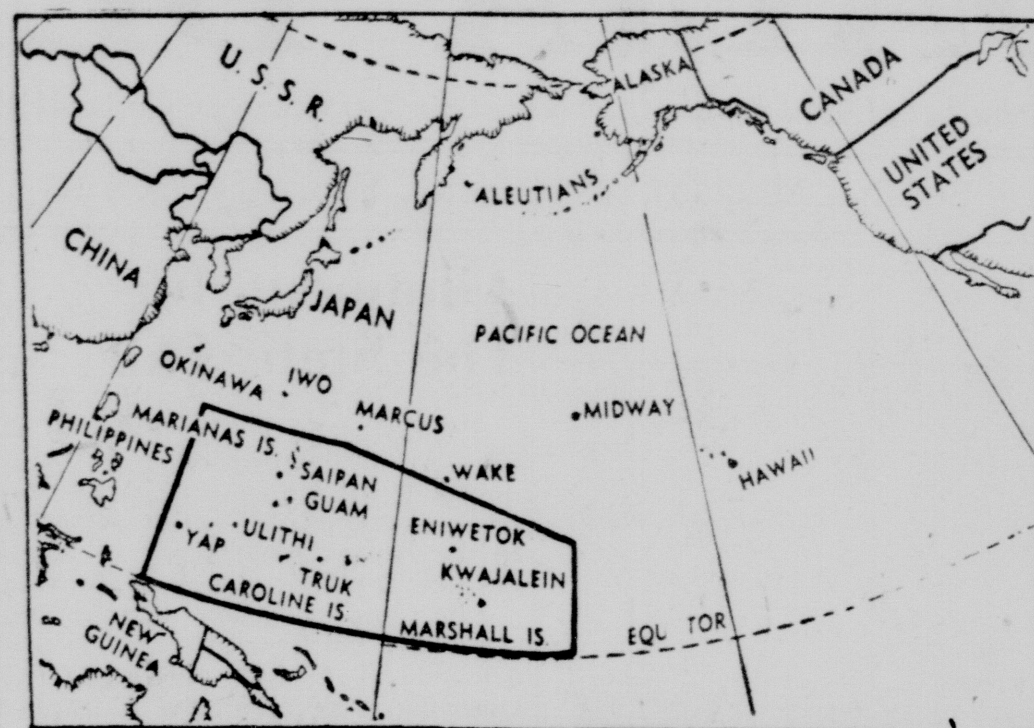 U. S. S. R.
ALASKA
CANADA
UNITED
STATES
ALEUTIANS
CHINA
JAPAN
PACIFIC OCEAN
OKINAWA
IWO
MARCUS
MIDWAY
MARIANAS IS.
PHILIPPINES
SAIPAN
WAKE
HAWAII
GUAM
ULITHI
ENIWETOK
YAP
TRUK
KWAJALEIN
CAROLINE IS.
MARSHALL IS.
EQU TOR
NEW
GUINEA